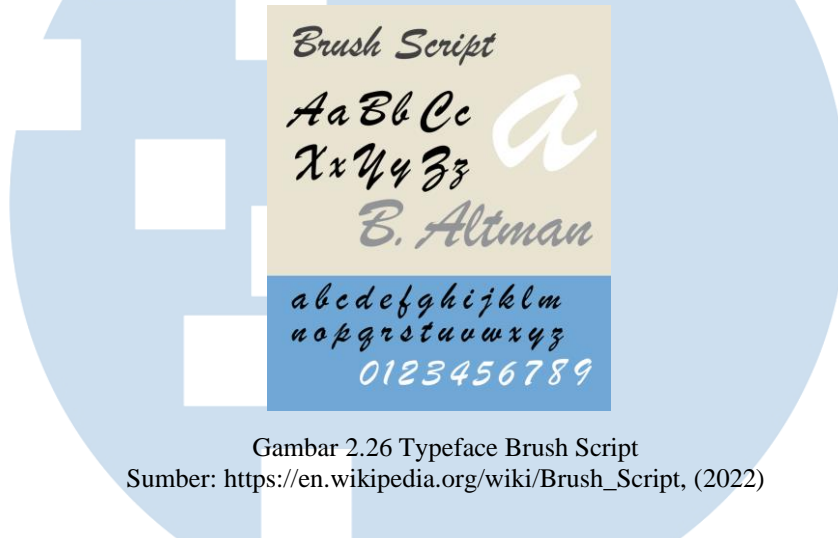 Brush Script
AaBbCc
a
XxYyZz
B. Altman
abcdefghijklm
nopqrstuvwxyz
0123456789
Gambar 2.26 Typeface Brush Script
Sumber: https://en.wikipedia.org/wiki/Brush_Script, (2022)